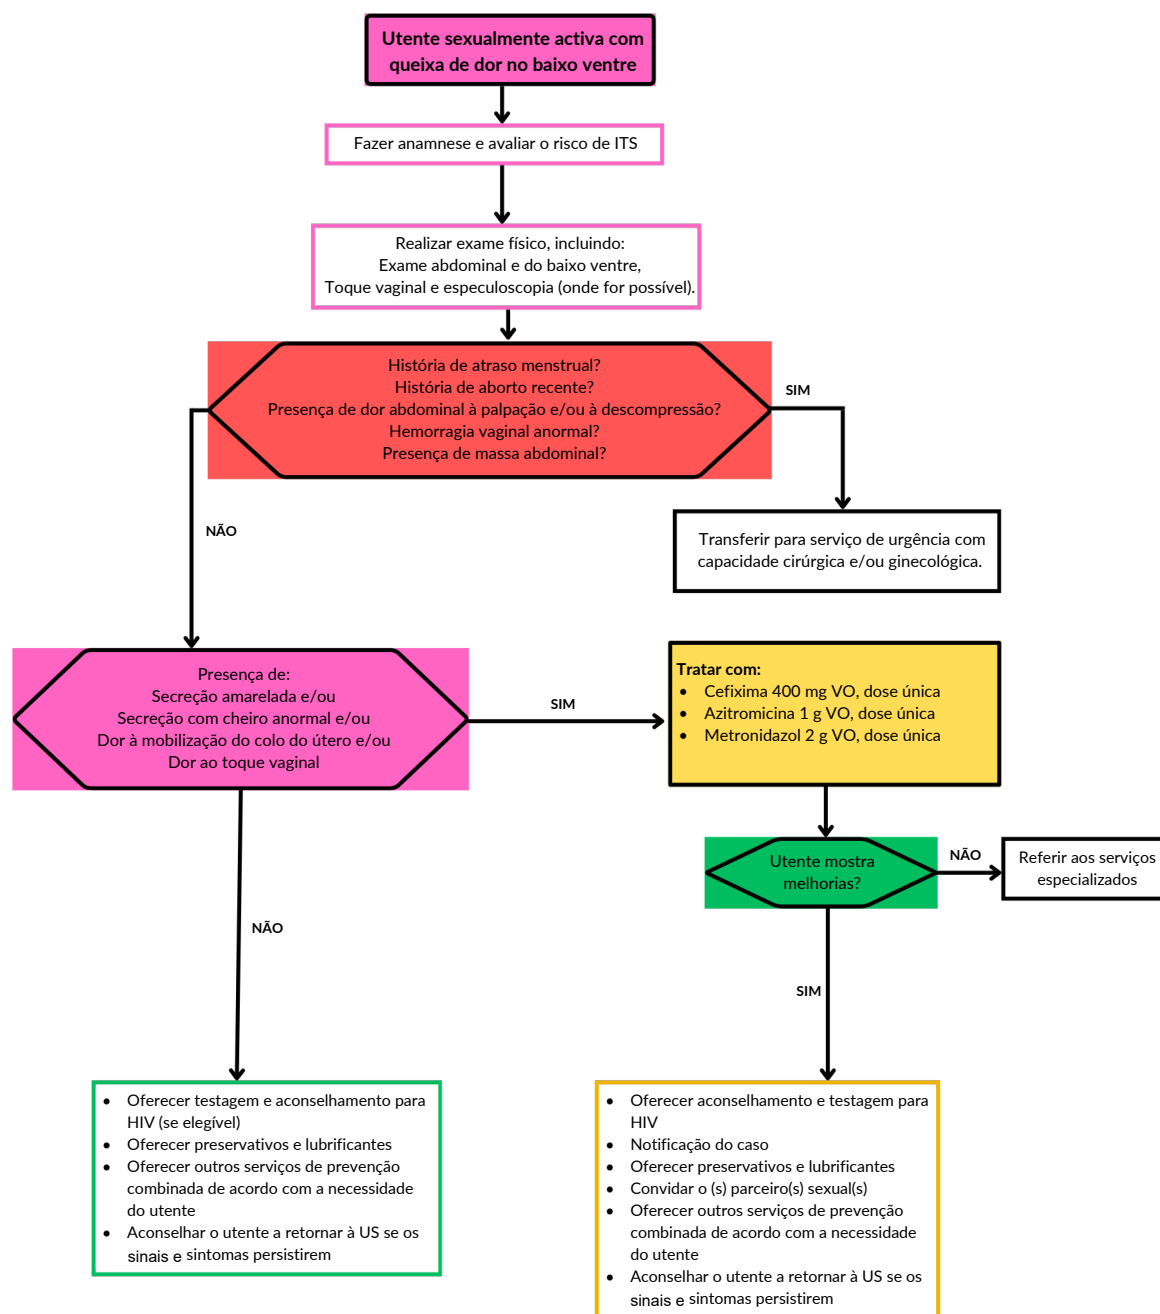 Utente sexualmente activa com
queixa de dor no baixo ventre
Fazer anamnese e avaliar o risco de ITS
Realizar exame físico, incluindo:
Exame abdominal e do baixo ventre,
Toque vaginal e especuloscopia (onde for possível).
História de atraso menstrual?
História de aborto recente?
Presença de dor abdominal à palpação e/ou à descompressão?
Hemorragia vaginal anormal?
Presença de massa abdominal?
SIM
NÃO
Transferir para serviço de urgência com
capacidade cirúrgica e/ou ginecológica.
Presença de:
Secreção amarelada e/ou
Secreção com cheiro anormal e/ou
Dor à mobilização do colo do útero e/ou
Dor ao toque vaginal
SIM
Tratar com:
• Cefixima 400 mg VO, dose única
• Azitromicina 1 g VO, dose única
• Metronidazol 2 g VO, dose única
Utente mostra
melhorias?
NÃO
Referir aos serviços
especializados
NÃO
SIM
• Oferecer testagem e aconselhamento para
HIV (se elegível)
• Oferecer preservativos e lubrificantes
• Oferecer outros serviços de prevenção
combinada de acordo com a necessidade
do utente
• Aconselhar o utente a retornar à US se os
sinais e sintomas persistirem
• Oferecer aconselhamento e testagem para
HIV
• Notificação do caso
• Oferecer preservativos e lubrificantes
• Convidar o (s) parceiro(s) sexual(s)
• Oferecer outros serviços de prevenção
combinada de acordo com a necessidade
do utente
• Aconselhar o utente a retornar à US se os
sinais e sintomas persistirem